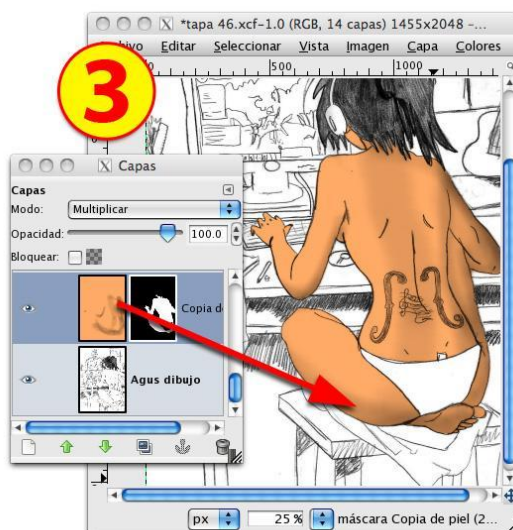 *tapa 46.xcf-1.0 (RGB, 14 capas) 1455x2048 -...
Editar Seleccionar Vista Imagen Capa Colores
500 1000
3
Capas
Capas
Modo: Multiplicar
Opacidad: 100.0
Bloquear:
Copia d
Agus dibujo
px 25 % máscara Copia de piel (2...